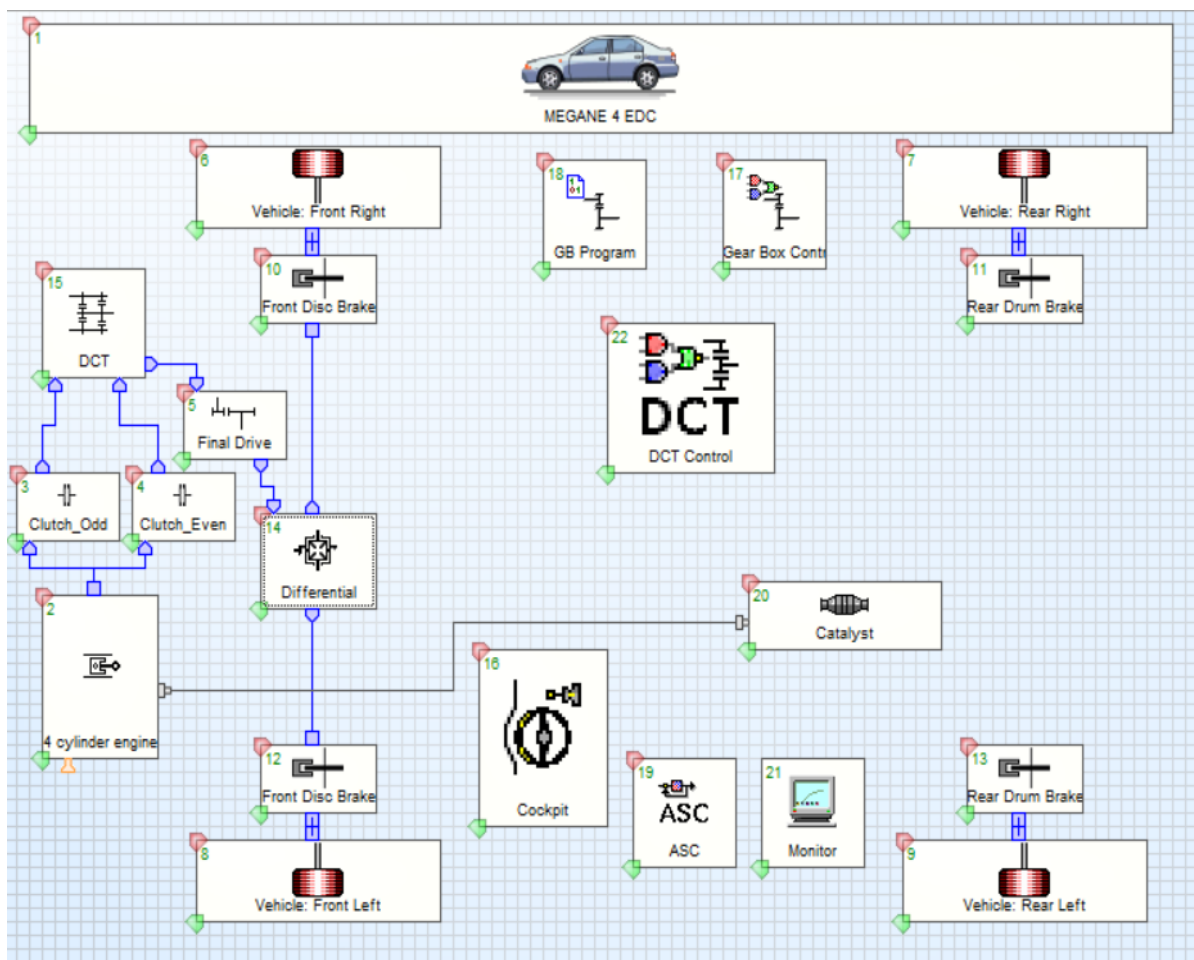 1
MEGANE 4 EDC
6
Vehicle: Front Right
18
GB Program
17
Gear Box Contr
7
Vehicle: Rear Right
15
DCT
10
Front Disc Brake
11
Rear Drum Brake
22
DCT
DCT Control
5
Final Drive
3
Clutch_Odd
4
Clutch_Even
14
Differential
2
4 cylinder engine
20
Catalyst
16
Cockpit
12
Front Disc Brake
19
ASC
ASC
21
Monitor
13
Rear Drum Brake
8
Vehicle: Front Left
9
Vehicle: Rear Left